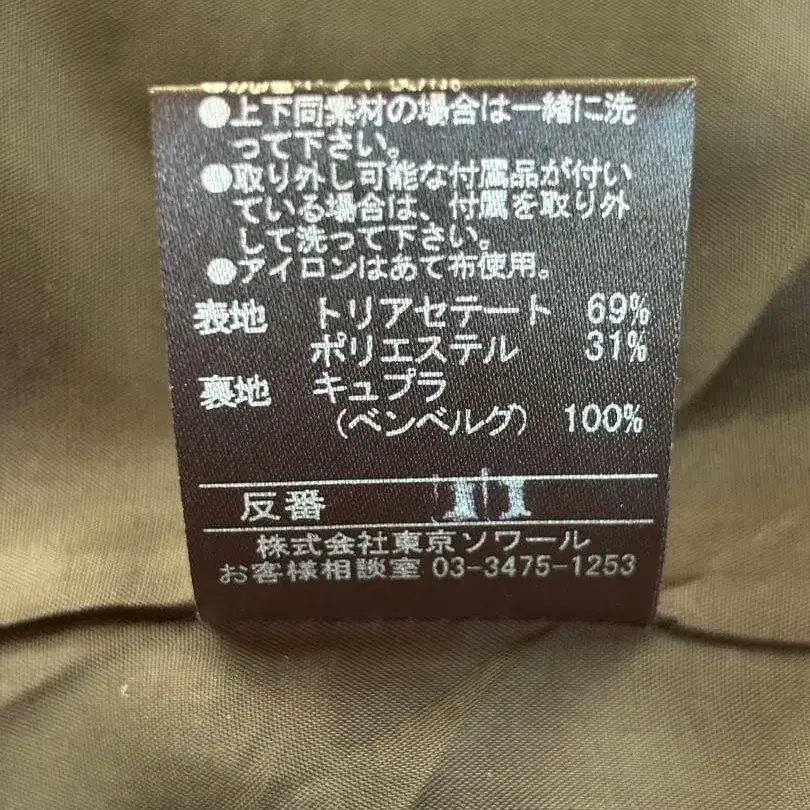 ●上下同素材の場合は一緒に洗
って下さい。
●取り外し可能な付属品が付い
ている場合は、付属を取り外
して洗って下さい。
●アイロンはあて布使用。
表地 トリアセテート 69%
ポリエステル 31%
裏地 キュプラ
(ベンベルグ) 100%
反番 11
株式会社東京ソワール
お客様相談室 03-3475-1253